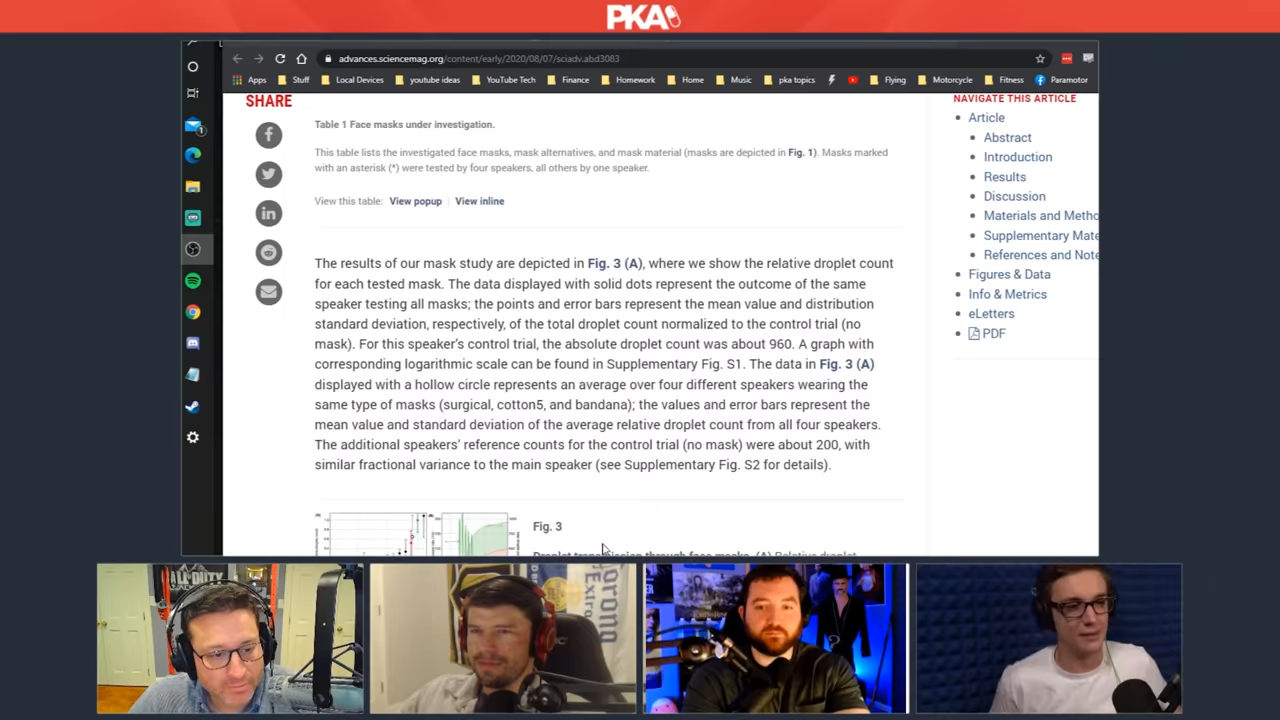 PKA
advances.sciencemag.org/content/early/2020/08/07/sciadv.abd3083
Apps Stuff Local Devices youtube ideas YouTube Tech Finance Homework Home Music pka topics Flying Motorcycle Fitness Paramotor
SHARE
1
Table 1 Face masks under investigation.
This table lists the investigated face masks, mask alternatives, and mask material (masks are depicted in Fig. 1). Masks marked
with an asterisk (*) were tested by four speakers, all others by one speaker.
View this table: View popup | View inline
The results of our mask study are depicted in Fig. 3 (A), where we show the relative droplet count
for each tested mask. The data displayed with solid dots represent the outcome of the same
speaker testing all masks; the points and error bars represent the mean value and distribution
standard deviation, respectively, of the total droplet count normalized to the control trial (no
mask). For this speaker's control trial, the absolute droplet count was about 960. A graph with
corresponding logarithmic scale can be found in Supplementary Fig. S1. The data in Fig. 3 (A)
displayed with a hollow circle represents an average over four different speakers wearing the
same type of masks (surgical, cotton5, and bandana); the values and error bars represent the
mean value and standard deviation of the average relative droplet count from all four speakers.
The additional speakers' reference counts for the control trial (no mask) were about 200, with
similar fractional variance to the main speaker (see Supplementary Fig. S2 for details).
Fig. 3
Droplet transmission through face masks. (A) Relative droplet
NAVIGATE THIS ARTICLE
Article
Abstract
Introduction
Results
Discussion
Materials and Metho
Supplementary Mate
References and Note
Figures & Data
Info & Metrics
eLetters
PDF
orona
Extra